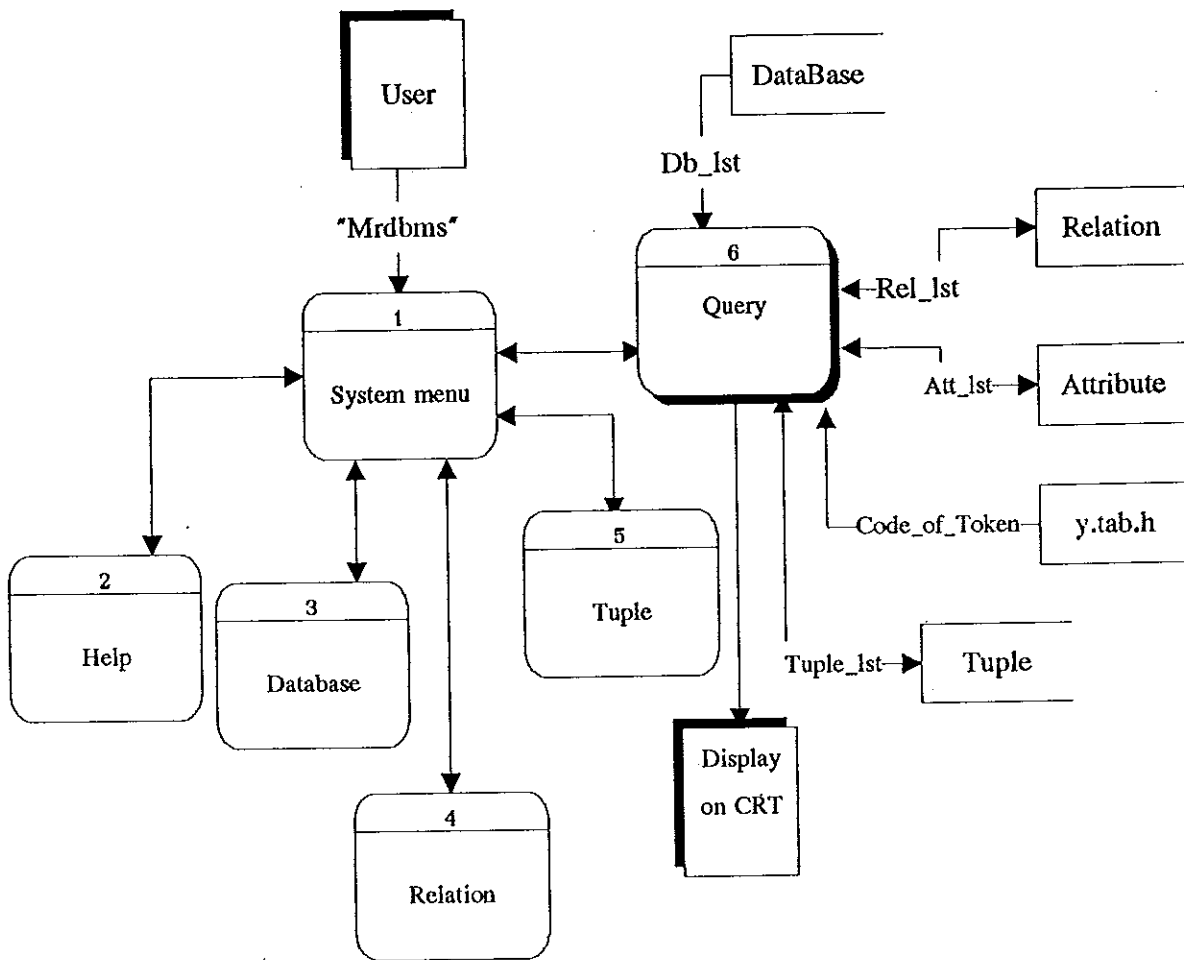 User
DataBase
Db_lst
"Mrdbms"
Relation
6
Query
Rel_lst
1
System menu
Att_lst
Attribute
Code_of_Token
y.tab.h
5
Tuple
2
Help
3
Database
Tuple_lst
Tuple
Display
on CRT
4
Relation